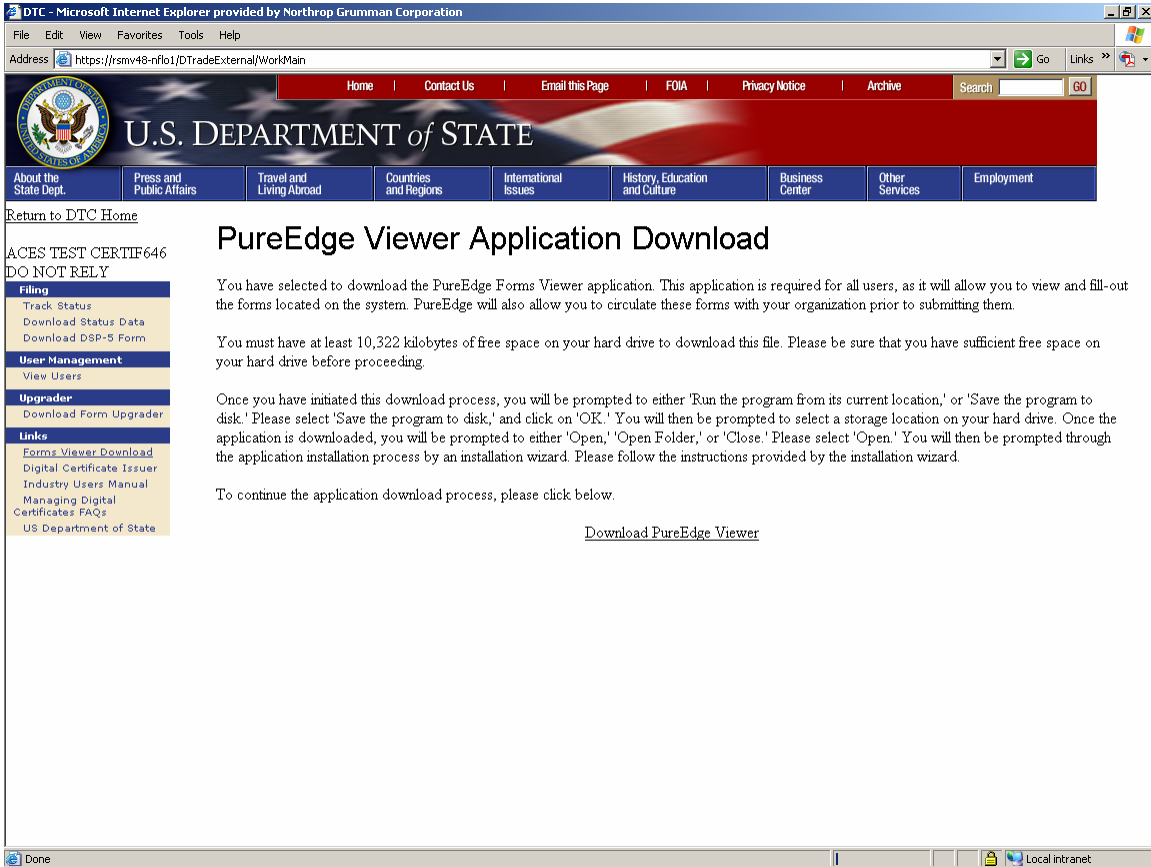 DTC - Microsoft Internet Explorer provided by Northrop Grumman Corporation
File Edit View Favorites Tools Help
Address https://rsmv48-nflo1/DTradeExternal/WorkMain Go Links »
Home | Contact Us | Email this Page | FOIA | Privacy Notice | Archive Search GO
U.S. DEPARTMENT of STATE
DEPARTMENT OF STATE
UNITED STATES OF AMERICA
About the State Dept. Press and Public Affairs Travel and Living Abroad Countries and Regions International Issues History, Education and Culture Business Center Other Services Employment
Return to DTC Home
ACES TEST CERTIF646
DO NOT RELY
Filing
Track Status
Download Status Data
Download DSP-5 Form
User Management
View Users
Upgrader
Download Form Upgrader
Links
Forms Viewer Download
Digital Certificate Issuer
Industry Users Manual
Managing Digital
Certificates FAQs
US Department of State
PureEdge Viewer Application Download
You have selected to download the PureEdge Forms Viewer application. This application is required for all users, as it will allow you to view and fill-out
the forms located on the system. PureEdge will also allow you to circulate these forms with your organization prior to submitting them.
You must have at least 10,322 kilobytes of free space on your hard drive to download this file. Please be sure that you have sufficient free space on
your hard drive before proceeding.
Once you have initiated this download process, you will be prompted to either 'Run the program from its current location,' or 'Save the program to
disk.' Please select 'Save the program to disk,' and click on 'OK.' You will then be prompted to select a storage location on your hard drive. Once the
application is downloaded, you will be prompted to either 'Open,' 'Open Folder,' or 'Close.' Please select 'Open.' You will then be prompted through
the application installation process by an installation wizard. Please follow the instructions provided by the installation wizard.
To continue the application download process, please click below.
Download PureEdge Viewer
Done Local intranet